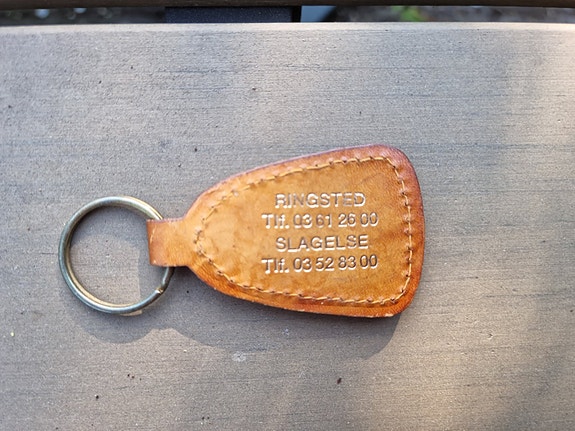 RINGSTED
Tlf. 03 61 26 00
SLAGELSE
Tlf. 03 52 83 00